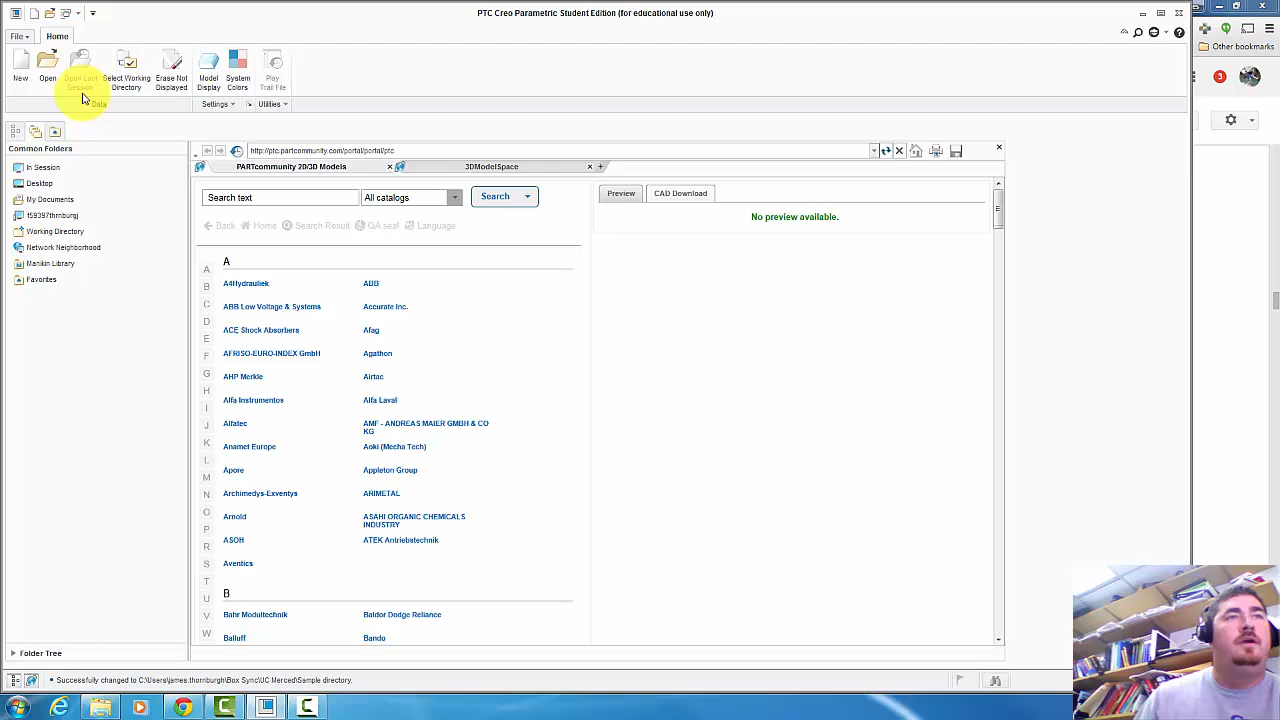 PTC Creo Parametric Student Edition (for educational use only)
File
Home
New
Open
Open Last Session
Select Working Directory
Erase Not Displayed
Model Display
System Colors
Play Trail File
Data
Settings
Utilities
Other bookmarks
3
Common Folders
In Session
Desktop
My Documents
f59397thrnburgj
Working Directory
Network Neighborhood
Manikin Library
Favorites
Folder Tree
http://ptc.partcommunity.com/portal/portal/ptc
PARTcommunity 2D/3D Models
3DModelSpace
Search text
All catalogs
Search
Back Home Search Result QA seal Language
Preview
CAD Download
No preview available.
A
B
C
D
E
F
G
H
I
J
K
L
M
N
O
P
R
S
T
U
V
W
A
A4Hydrauliek ABB
ABB Low Voltage & Systems Accurate Inc.
ACE Shock Absorbers Afag
AFRISO-EURO-INDEX GmbH Agathon
AHP Merkle Airtac
Alfa Instrumentos Alfa Laval
Alfatec AMF - ANDREAS MAIER GMBH & CO
KG
Anamet Europe Aoki (Mecha Tech)
Apore Appleton Group
Archimedys-Exventys ARIMETAL
Arnold ASAHI ORGANIC CHEMICALS
INDUSTRY
ASOH ATEK Antriebstechnik
Aventics
B
Bahr Modultechnik Baldor Dodge Reliance
Balluff Bando
Successfully changed to C:\Users\james.thornburgh\Box Sync\UC Merced\Sample directory.